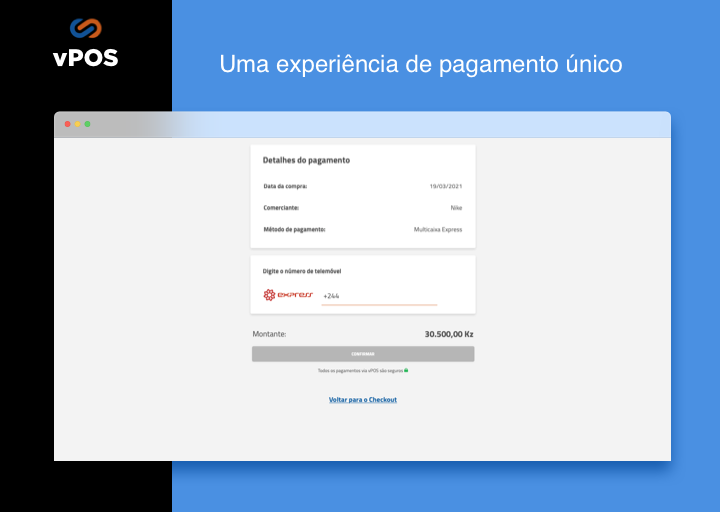 vPOS
Uma experiência de pagamento único
Detalhes do pagamento
Data da compra: 19/03/2021
Comerciante: Nike
Método de pagamento: Multicaixa Express
Digite o número de telemóvel
express +244
Montante: 30.500,00 Kz
CONFIRMAR
Todos os pagamentos via vPOS são seguros
Voltar para o Checkout